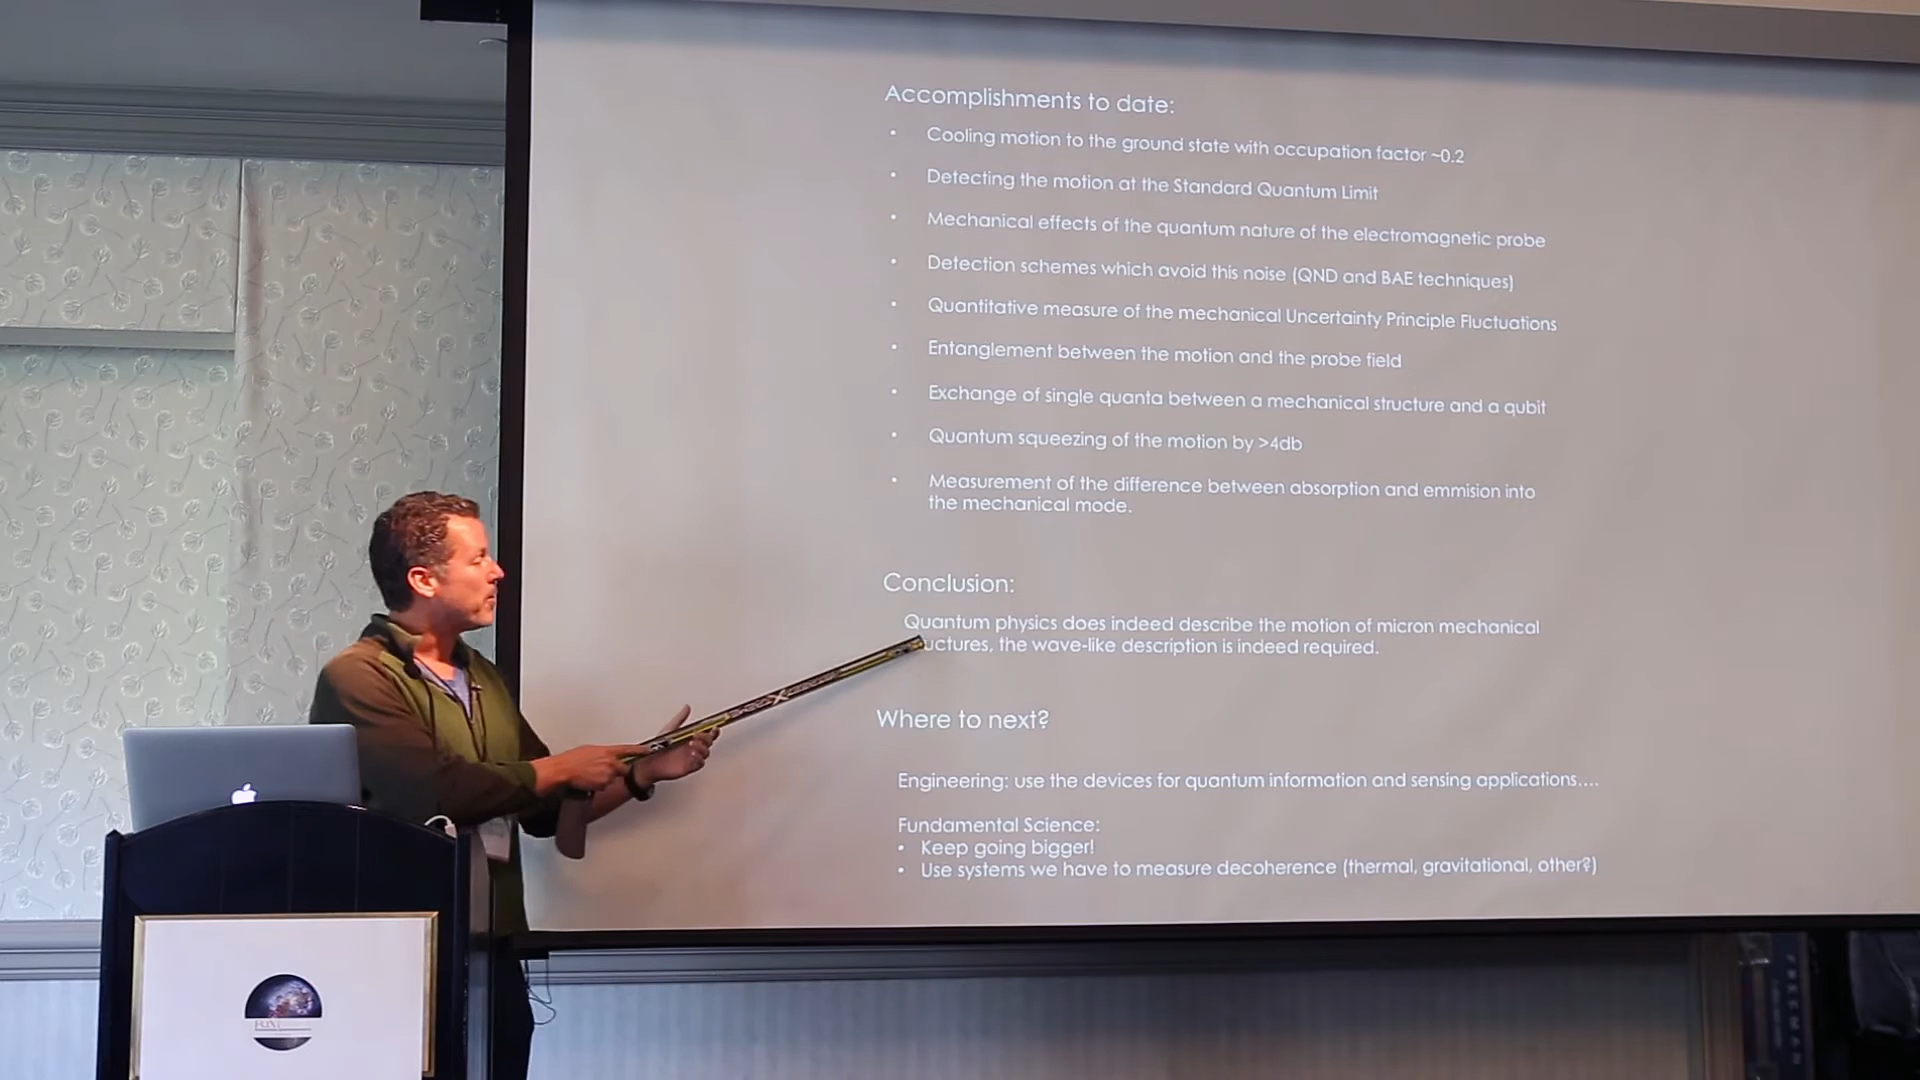 Accomplishments to date:
• Cooling motion to the ground state with occupation factor ~0.2
• Detecting the motion at the Standard Quantum Limit
• Mechanical effects of the quantum nature of the electromagnetic probe
• Detection schemes which avoid this noise (QND and BAE techniques)
• Quantitative measure of the mechanical Uncertainty Principle Fluctuations
• Entanglement between the motion and the probe field
• Exchange of single quanta between a mechanical structure and a qubit
• Quantum squeezing of the motion by >4db
• Measurement of the difference between absorption and emmision into
the mechanical mode.
Conclusion:
Quantum physics does indeed describe the motion of micron mechanical
uctures, the wave-like description is indeed required.
Where to next?
Engineering: use the devices for quantum information and sensing applications....
Fundamental Science:
• Keep going bigger!
• Use systems we have to measure decoherence (thermal, gravitational, other?)